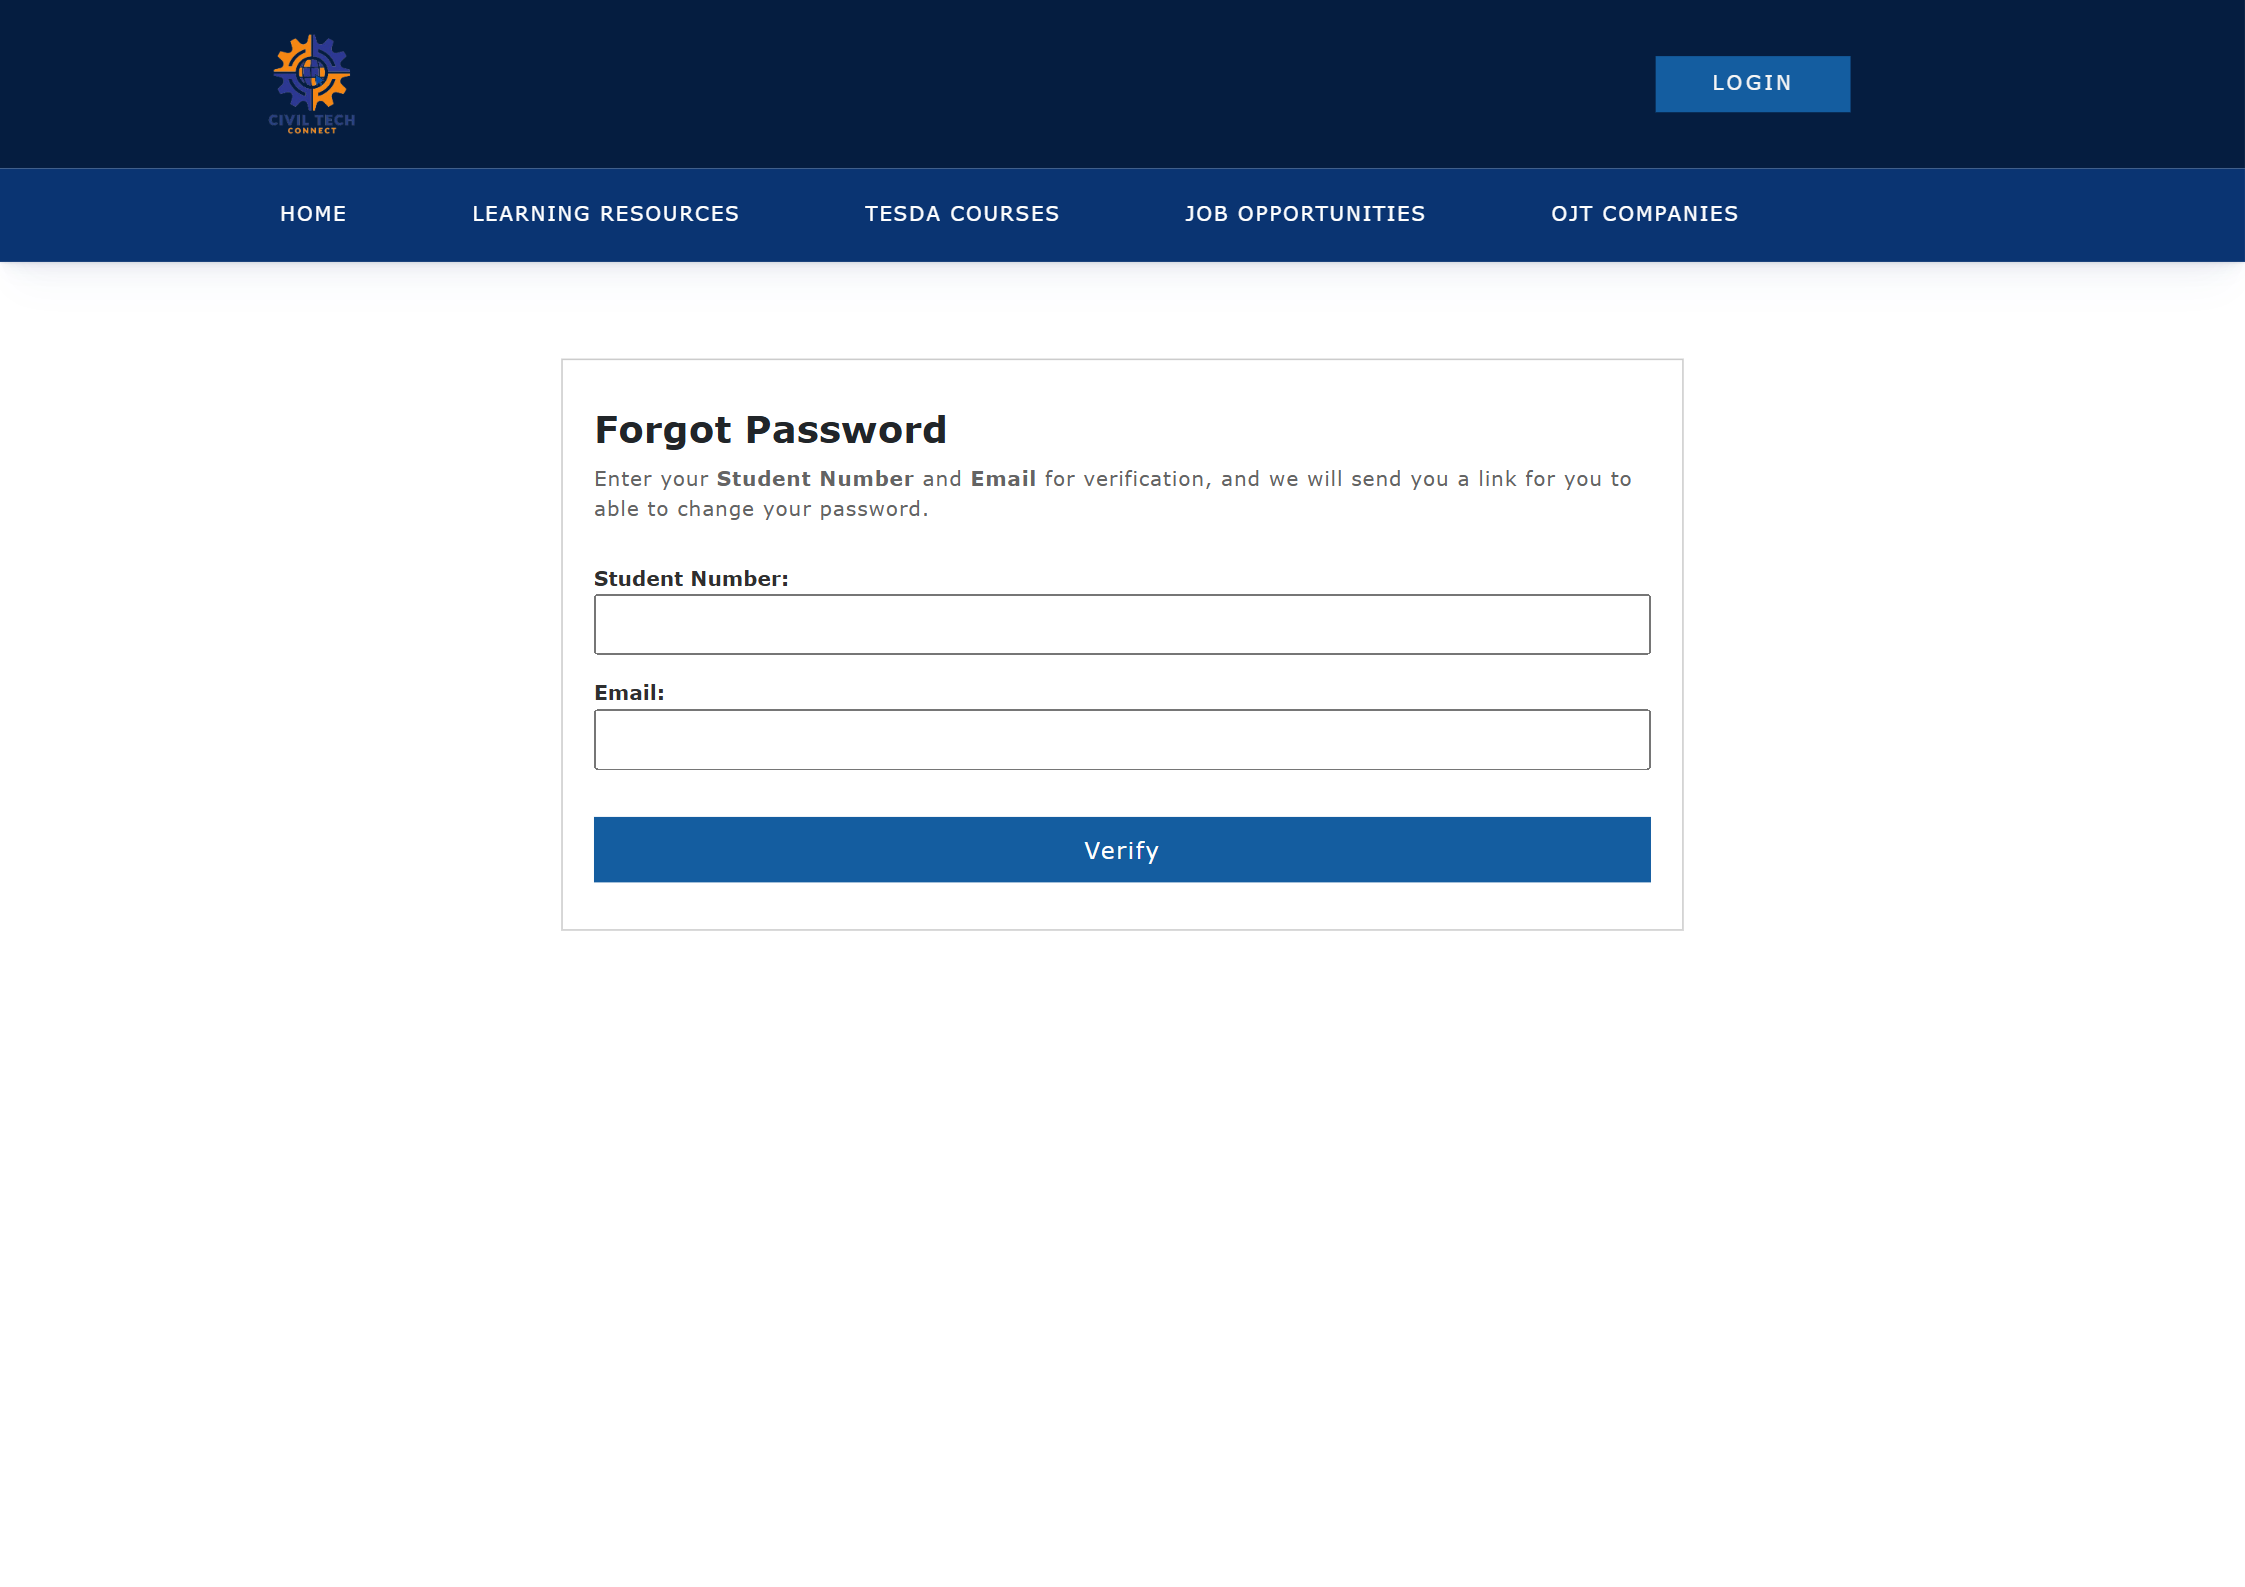 CIVIL TECH
CONNECT
LOGIN
HOME
LEARNING RESOURCES
TESDA COURSES
JOB OPPORTUNITIES
OJT COMPANIES
Forgot Password
Enter your Student Number and Email for verification, and we will send you a link for you to
able to change your password.
Student Number:
Email:
Verify